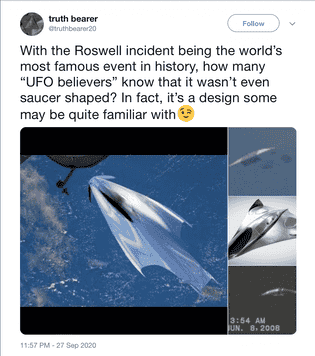 truth bearer
@truthbearer20
Follow
With the Roswell incident being the world's
most famous event in history, how many
“UFO believers” know that it wasn't even
saucer shaped? In fact, it's a design some
may be quite familiar with😉
3:54 AM
JUN. 9,2008
11:57 PM - 27 Sep 2020